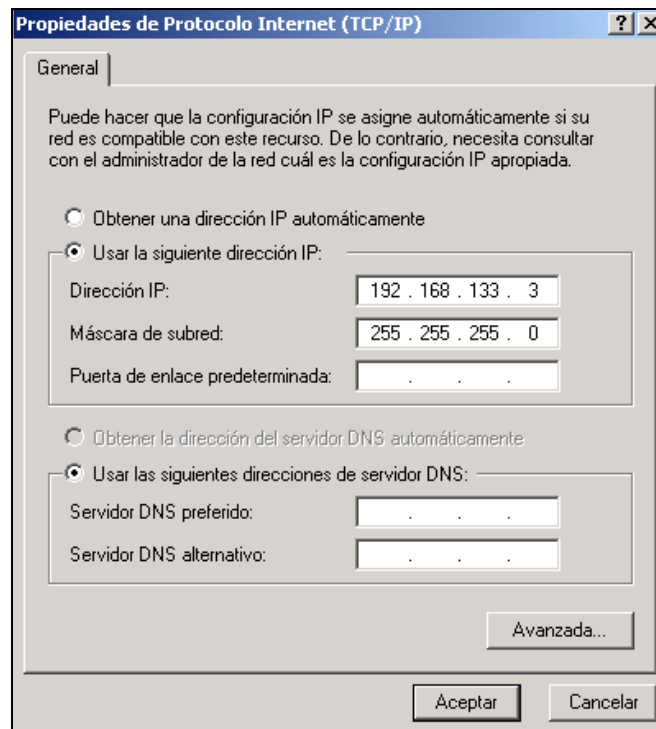 Propiedades de Protocolo Internet (TCP/IP)
General
Puede hacer que la configuración IP se asigne automáticamente si su
red es compatible con este recurso. De lo contrario, necesita consultar
con el administrador de la red cuál es la configuración IP apropiada.
Obtener una dirección IP automáticamente
Usar la siguiente dirección IP:
Dirección IP: 192 . 168 . 133 . 3
Máscara de subred: 255 . 255 . 255 . 0
Puerta de enlace predeterminada: . . .
Obtener la dirección del servidor DNS automáticamente
Usar las siguientes direcciones de servidor DNS:
Servidor DNS preferido: . . .
Servidor DNS alternativo: . . .
Avanzada...
Aceptar Cancelar